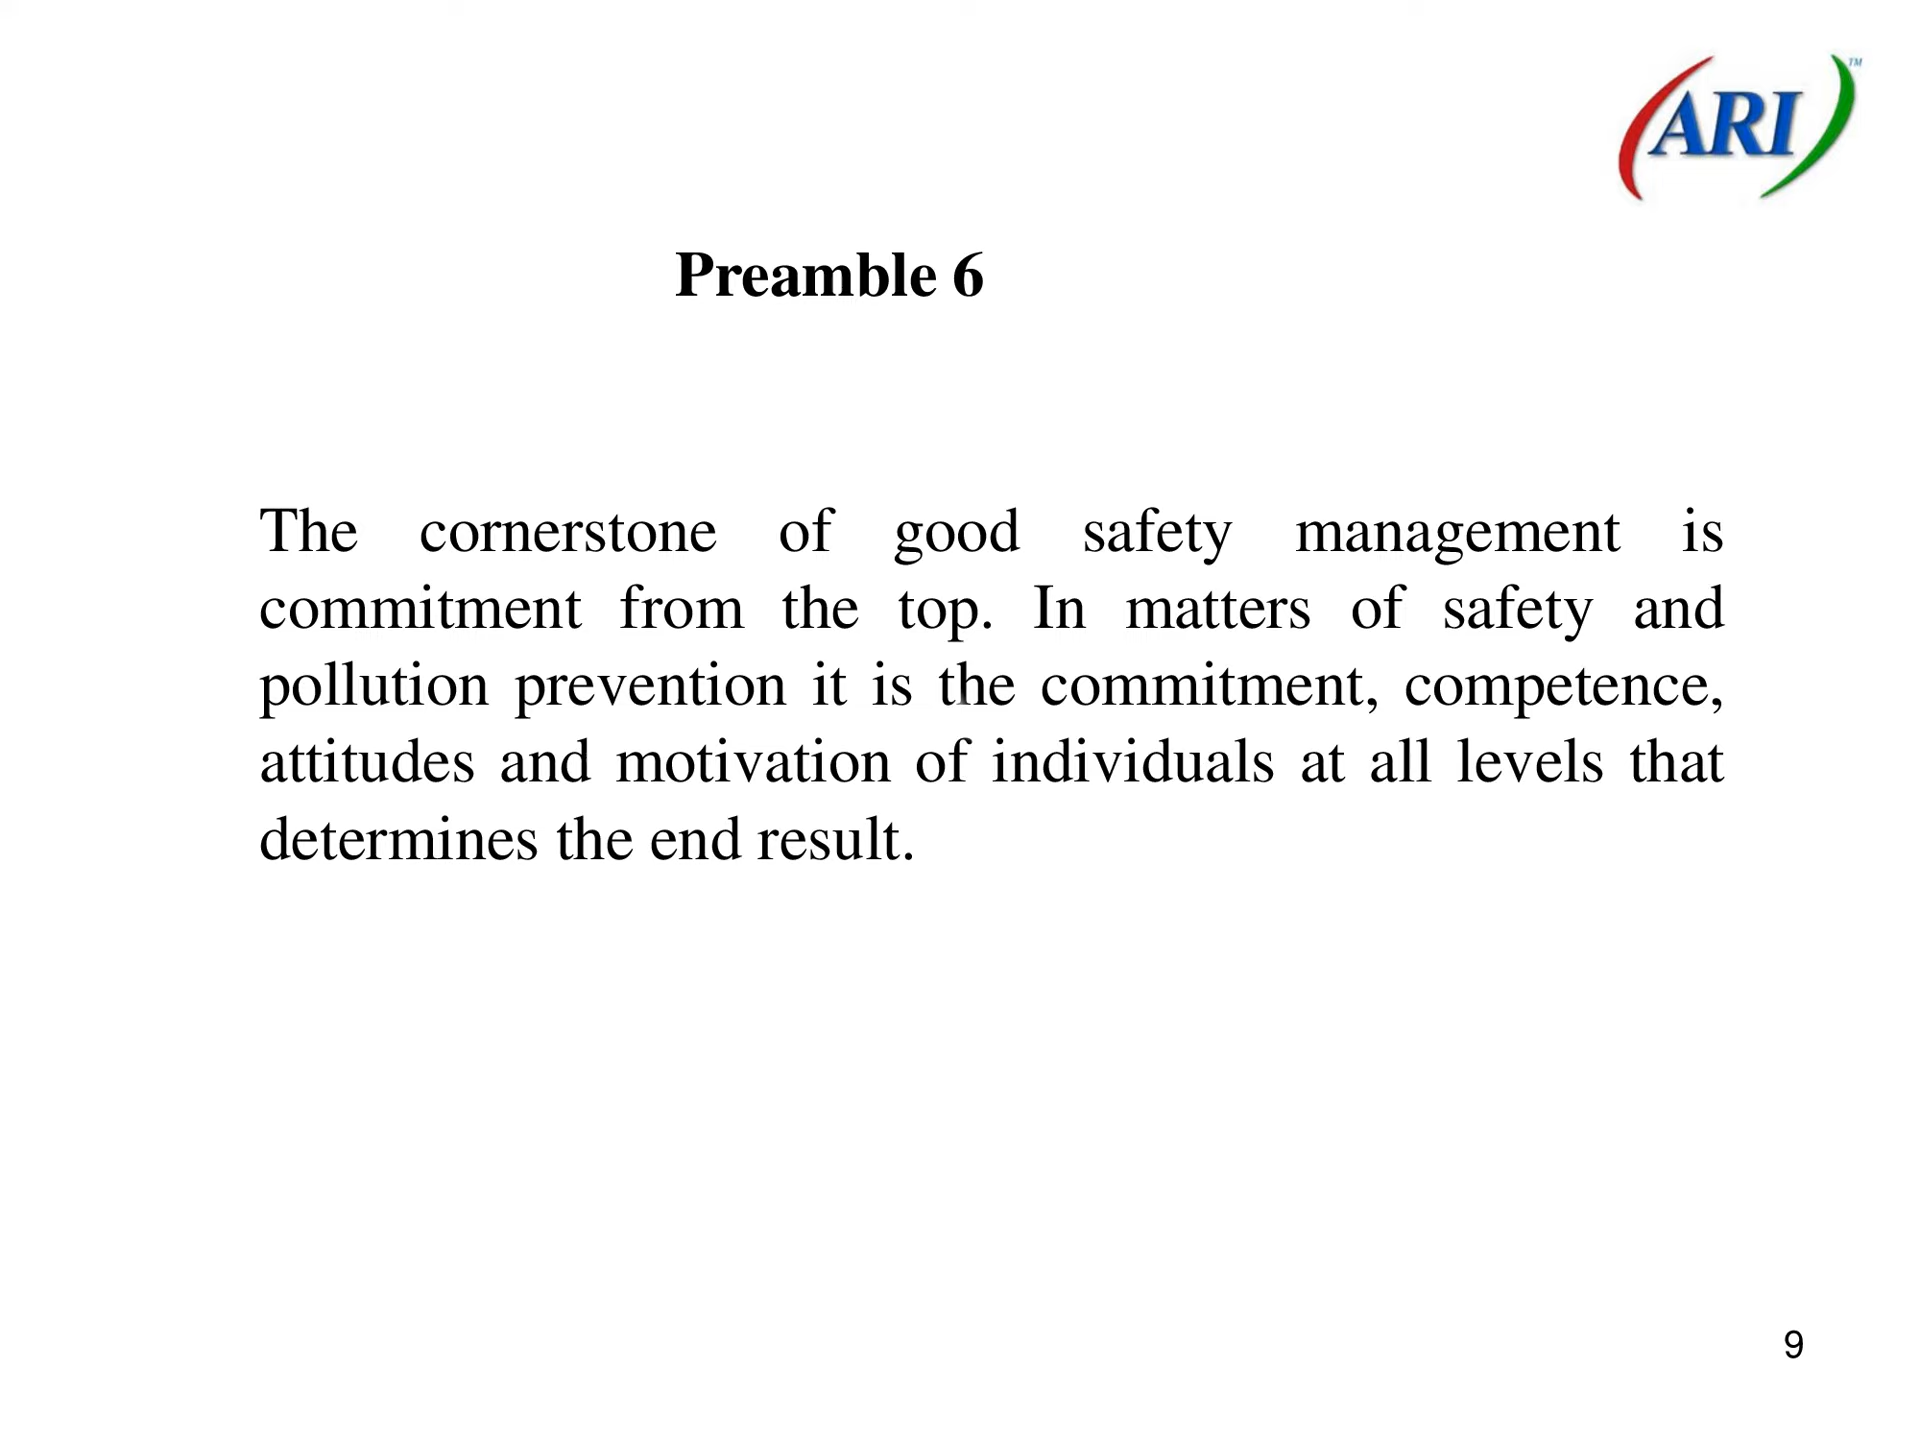 ARI TM
Preamble 6
The cornerstone of good safety management is
commitment from the top. In matters of safety and
pollution prevention it is the commitment, competence,
attitudes and motivation of individuals at all levels that
determines the end result.
9